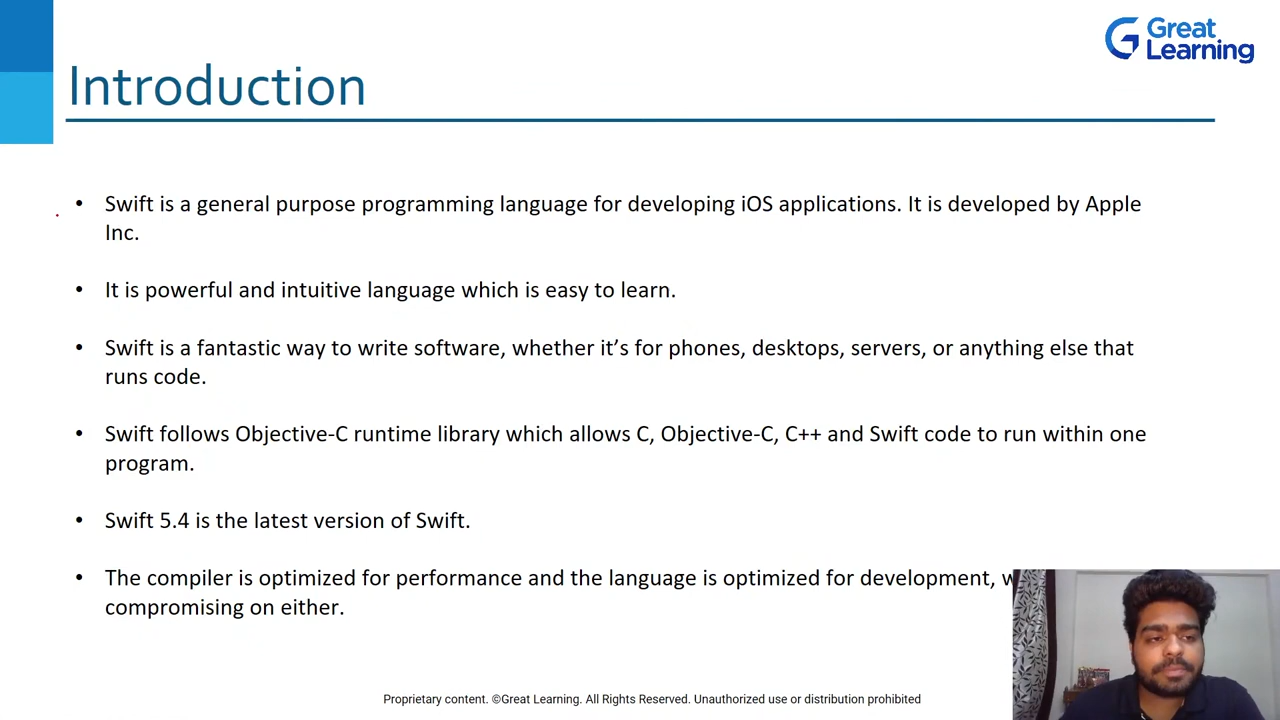 Great
Learning
Introduction
• Swift is a general purpose programming language for developing iOS applications. It is developed by Apple
Inc.
• It is powerful and intuitive language which is easy to learn.
• Swift is a fantastic way to write software, whether it’s for phones, desktops, servers, or anything else that
runs code.
• Swift follows Objective-C runtime library which allows C, Objective-C, C++ and Swift code to run within one
program.
• Swift 5.4 is the latest version of Swift.
• The compiler is optimized for performance and the language is optimized for development,
compromising on either.
Proprietary content. ©Great Learning. All Rights Reserved. Unauthorized use or distribution prohibited